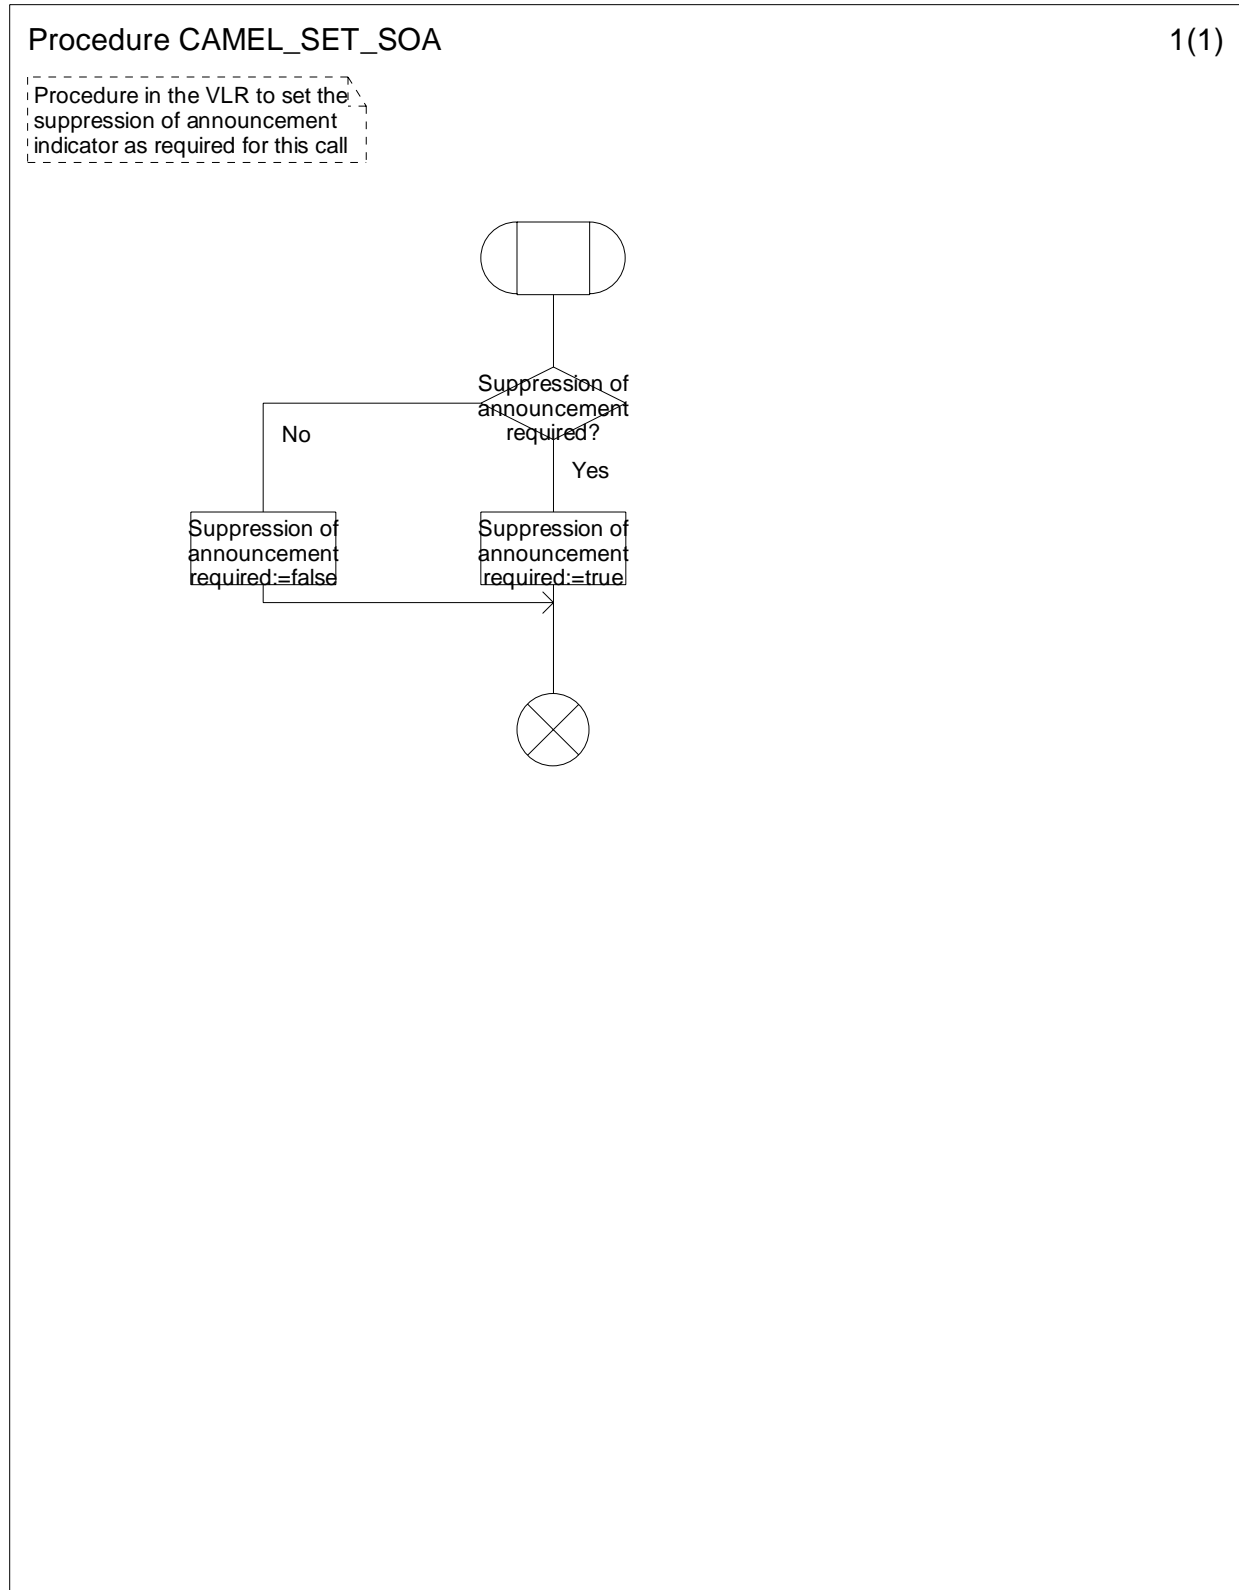 Procedure CAMEL_SET_SOA
1(1)
Procedure in the VLR to set the
suppression of announcement
indicator as required for this call
Suppression of
announcement
required?
No
Yes
Suppression of
announcement
required:=false
Suppression of
announcement
required:=true